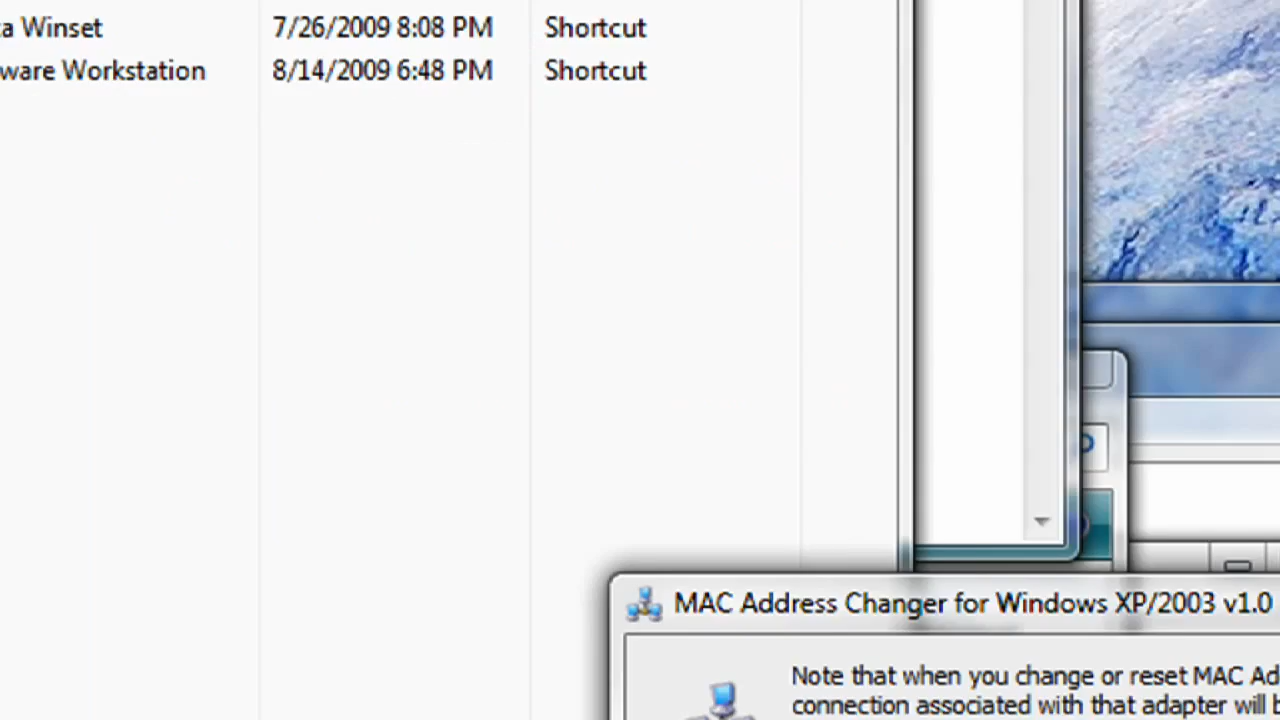 a Winset 7/26/2009 8:08 PM Shortcut
ware Workstation 8/14/2009 6:48 PM Shortcut
MAC Address Changer for Windows XP/2003 v1.0
Note that when you change or reset MAC Ad
connection associated with that adapter will b